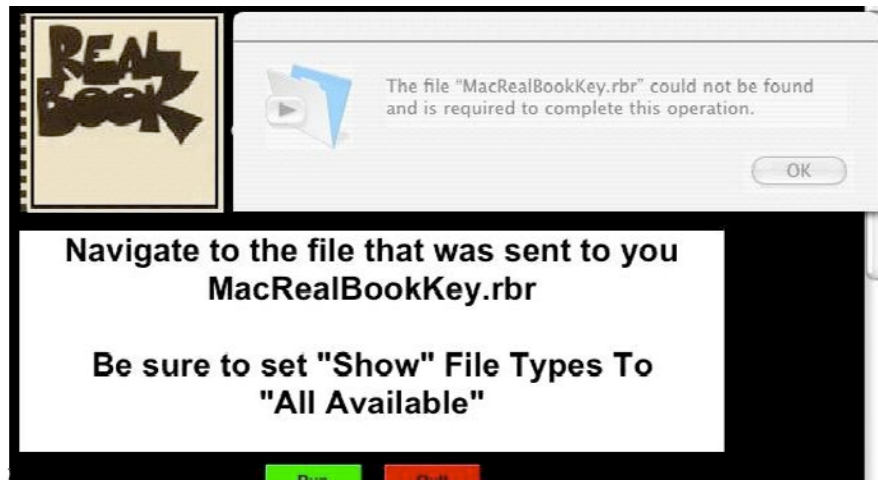 REAL
BOOK
The file "MacRealBookKey.rbr" could not be found
and is required to complete this operation.
OK
Navigate to the file that was sent to you
MacRealBookKey.rbr
Be sure to set "Show" File Types To
"All Available"